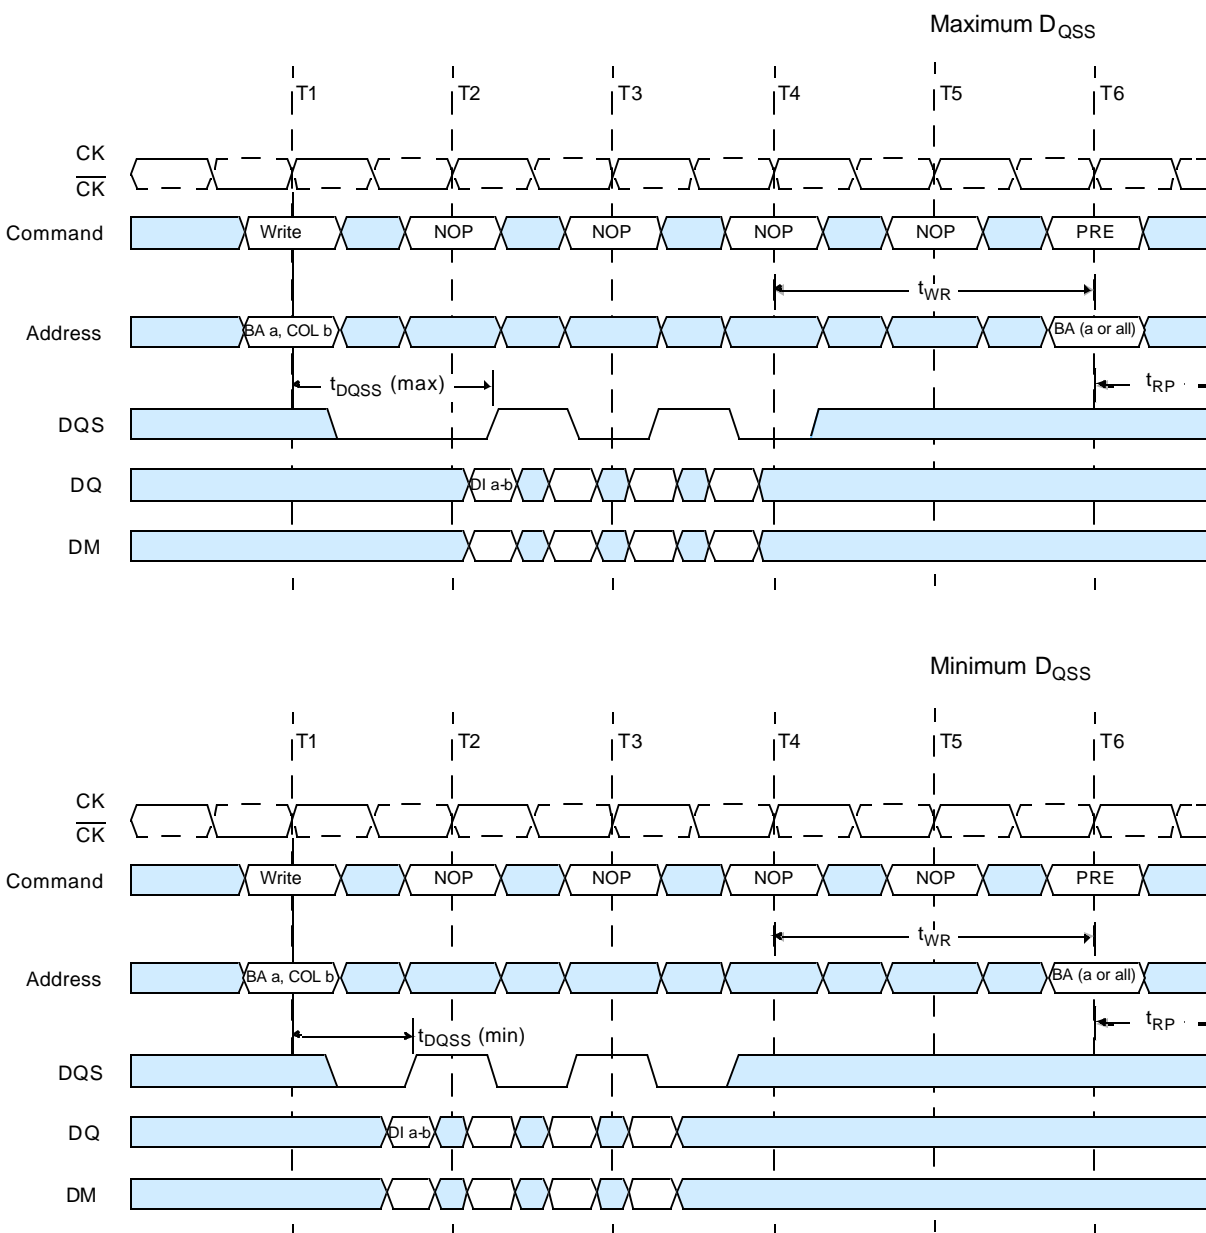 Maximum DQSS
T1 T2 T3 T4 T5 T6
CK
CK
Command Write NOP NOP NOP NOP PRE
tWR
Address BA a, COL b BA (a or all)
tDQSS (max) tRP
DQS
DQ DI a-b
DM
Minimum DQSS
T1 T2 T3 T4 T5 T6
CK
CK
Command Write NOP NOP NOP NOP PRE
tWR
Address BA a, COL b BA (a or all)
tDQSS (min) tRP
DQS
DQ DI a-b
DM